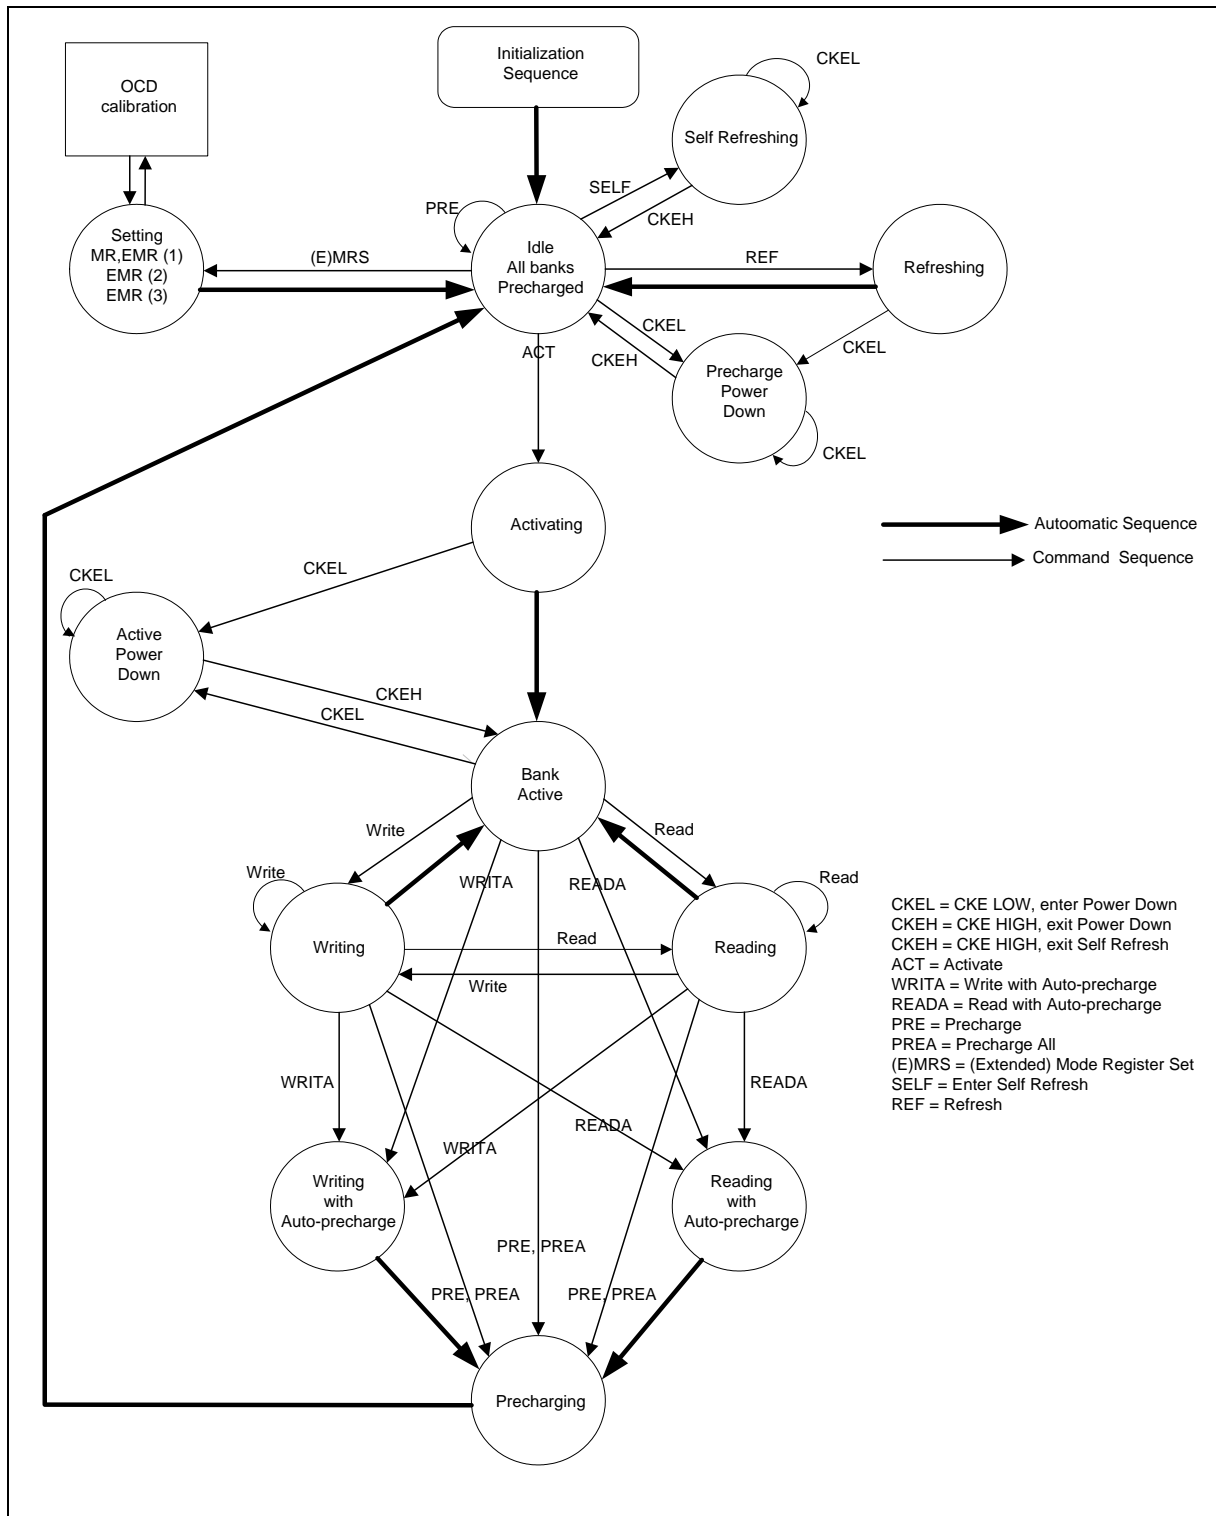 Initialization
Sequence
OCD
calibration
CKEL
Self Refreshing
SELF
CKEH
PRE
Setting
MR,EMR (1)
EMR (2)
EMR (3)
(E)MRS
Idle
All banks
Precharged
REF
Refreshing
CKEL
CKEH
ACT
CKEL
Precharge
Power
Down
CKEL
Activating
Autoomatic Sequence
Command Sequence
CKEL
CKEL
Active
Power
Down
CKEH
CKEL
Bank
Active
Write
Read
Write
WRITA
READA
Read
Writing
Read
Reading
Write
CKEL = CKE LOW, enter Power Down
CKEH = CKE HIGH, exit Power Down
CKEH = CKE HIGH, exit Self Refresh
ACT = Activate
WRITA = Write with Auto-precharge
READA = Read with Auto-precharge
PRE = Precharge
PREA = Precharge All
(E)MRS = (Extended) Mode Register Set
SELF = Enter Self Refresh
REF = Refresh
WRITA
READA
READA
WRITA
Writing
with
Auto-precharge
Reading
with
Auto-precharge
PRE, PREA
PRE, PREA
PRE, PREA
Precharging